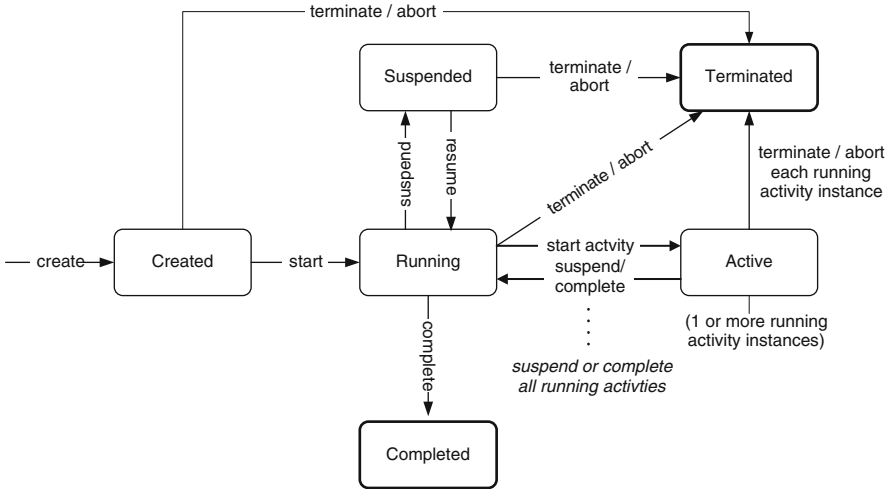 terminate / abort
Suspended
terminate /
abort
Terminated
suspend
resume
terminate / abort
terminate / abort
each running
activity instance
create
Created
start
Running
start actvity
suspend/
complete
Active
(1 or more running
activity instances)
complete
suspend or complete
all running activties
Completed